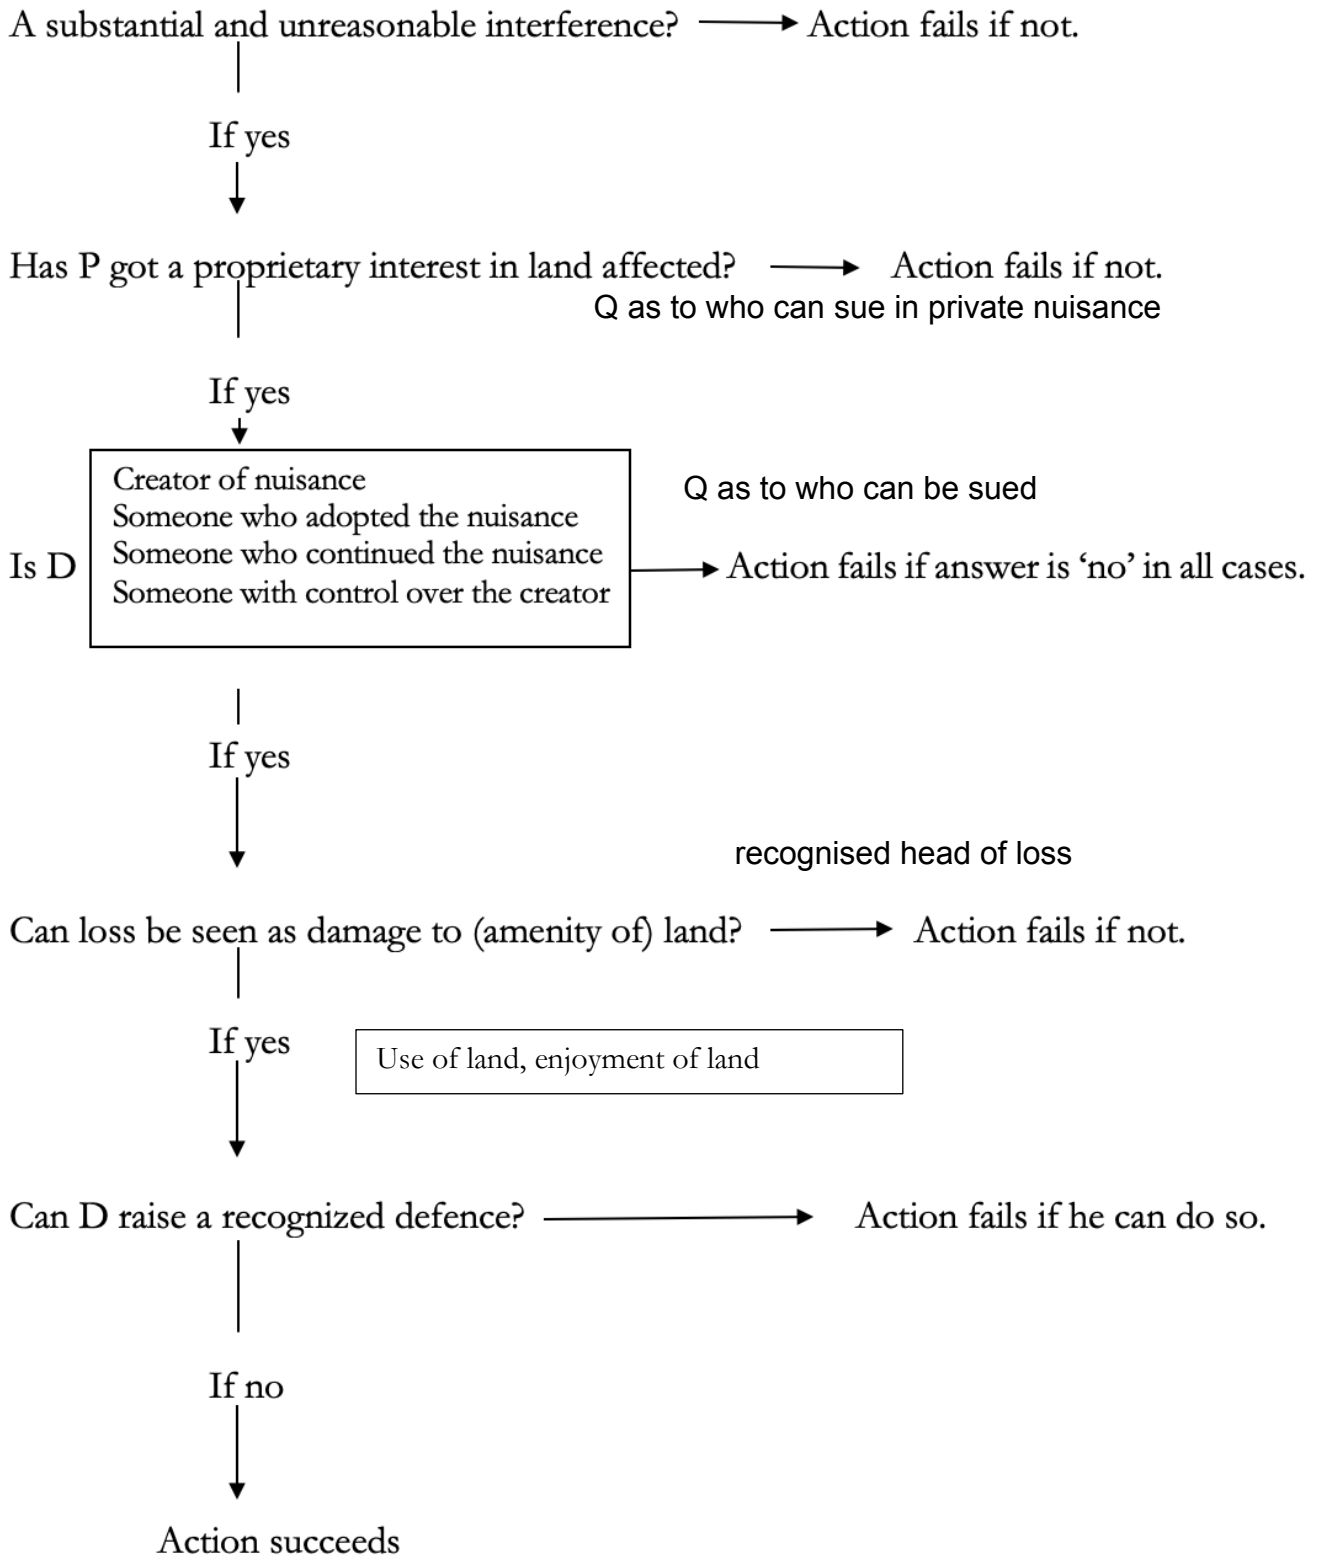 A substantial and unreasonable interference? Action fails if not.
If yes
Has P got a proprietary interest in land affected? Action fails if not.
Q as to who can sue in private nuisance
If yes
Creator of nuisance
Q as to who can be sued
Someone who adopted the nuisance
Someone who continued the nuisance
Is D Action fails if answer is ‘no’ in all cases.
Someone with control over the creator
If yes
recognised head of loss
Can loss be seen as damage to (amenity of) land? Action fails if not.
If yes
Use of land, enjoyment of land
Can D raise a recognized defence? Action fails if he can do so.
If no
Action succeeds